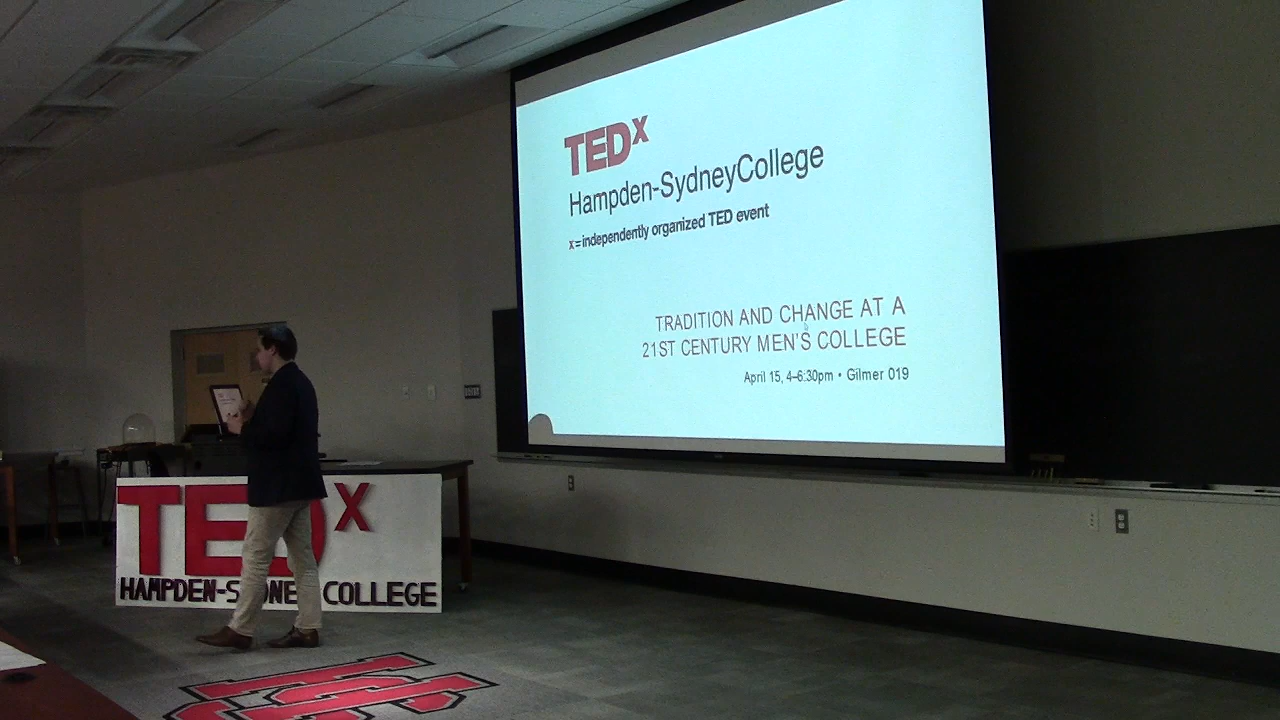 TEDx
Hampden-SydneyCollege
x = independently organized TED event
TRADITION AND CHANGE AT A
21ST CENTURY MEN'S COLLEGE
April 15, 4–6:30pm • Gilmer 019
TEDx
HAMPDEN-SYDNEY COLLEGE